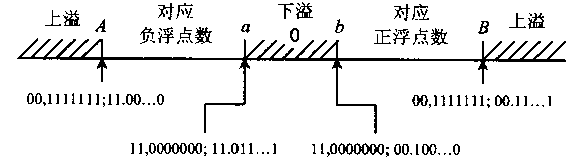 上溢 A 对应 a 下溢 b 对应 B 上溢
负浮点数 0 正浮点数
00,1111111;11.00…0 00,1111111; 00.11…1
11,0000000; 11.011…1 11,0000000; 00.100…0